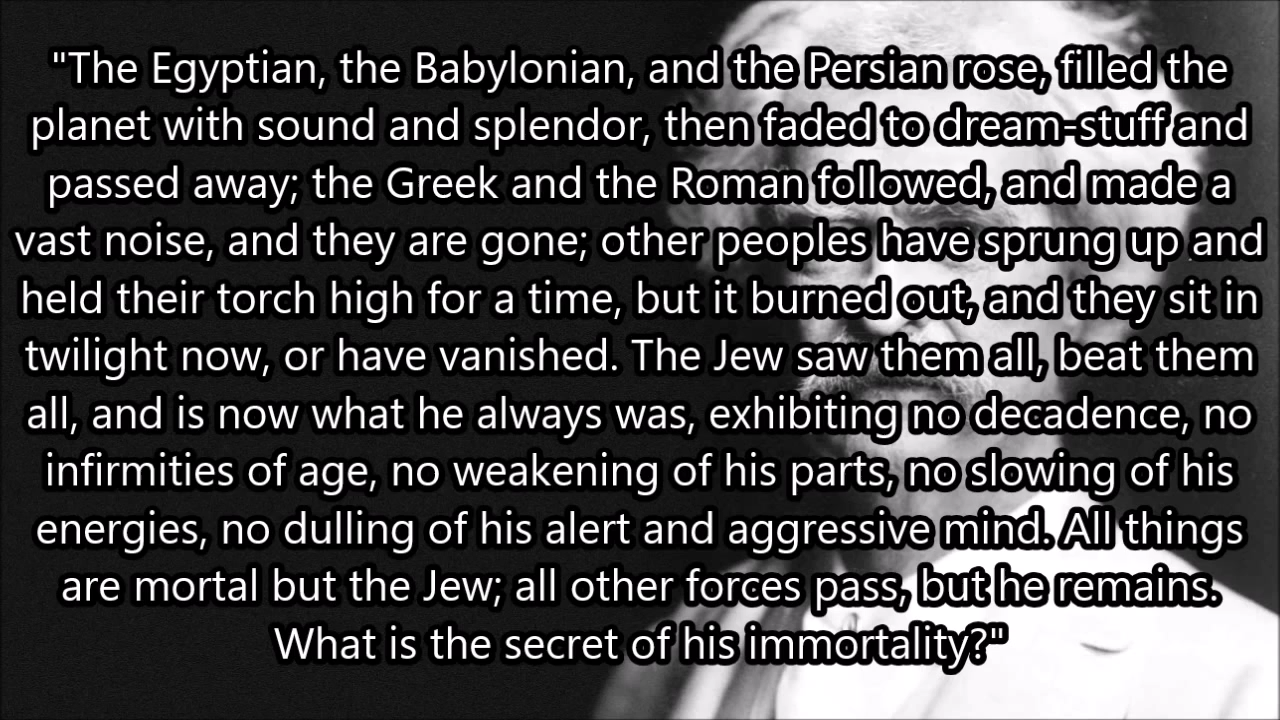 "The Egyptian, the Babylonian, and the Persian rose, filled the
planet with sound and splendor, then faded to dream-stuff and
passed away; the Greek and the Roman followed, and made a
vast noise, and they are gone; other peoples have sprung up and
held their torch high for a time, but it burned out, and they sit in
twilight now, or have vanished. The Jew saw them all, beat them
all, and is now what he always was, exhibiting no decadence, no
infirmities of age, no weakening of his parts, no slowing of his
energies, no dulling of his alert and aggressive mind. All things
are mortal but the Jew; all other forces pass, but he remains.
What is the secret of his immortality?"